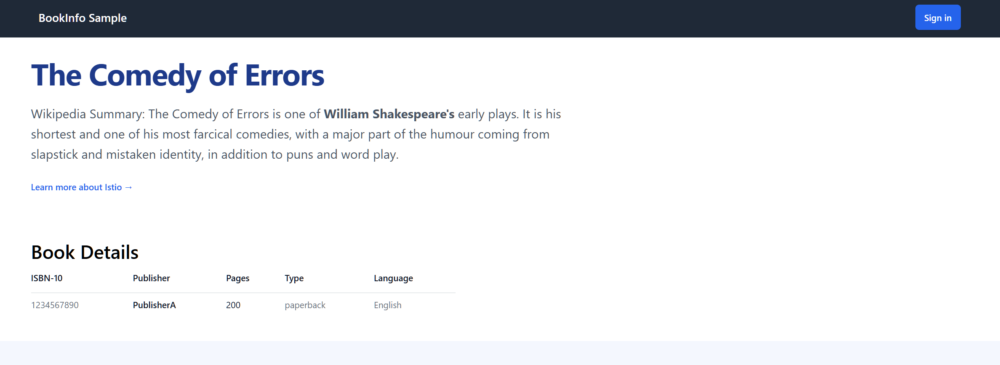 BookInfo Sample
Sign in
The Comedy of Errors
Wikipedia Summary: The Comedy of Errors is one of William Shakespeare's early plays. It is his
shortest and one of his most farcical comedies, with a major part of the humour coming from
slapstick and mistaken identity, in addition to puns and word play.
Learn more about Istio →
Book Details
ISBN-10 Publisher Pages Type Language
1234567890 PublisherA 200 paperback English